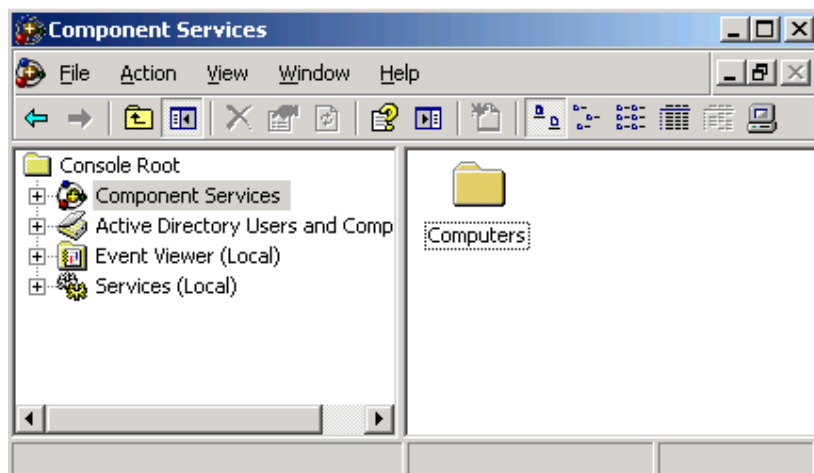 Component Services
File Action View Window Help
Console Root
Component Services
Active Directory Users and Comp
Event Viewer (Local)
Services (Local)
Computers